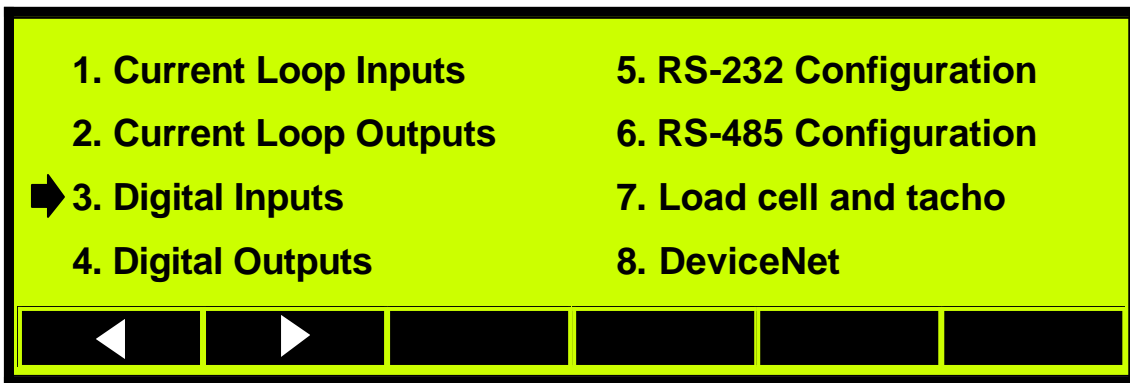 1. Current Loop Inputs
2. Current Loop Outputs
3. Digital Inputs
4. Digital Outputs
5. RS-232 Configuration
6. RS-485 Configuration
7. Load cell and tacho
8. DeviceNet